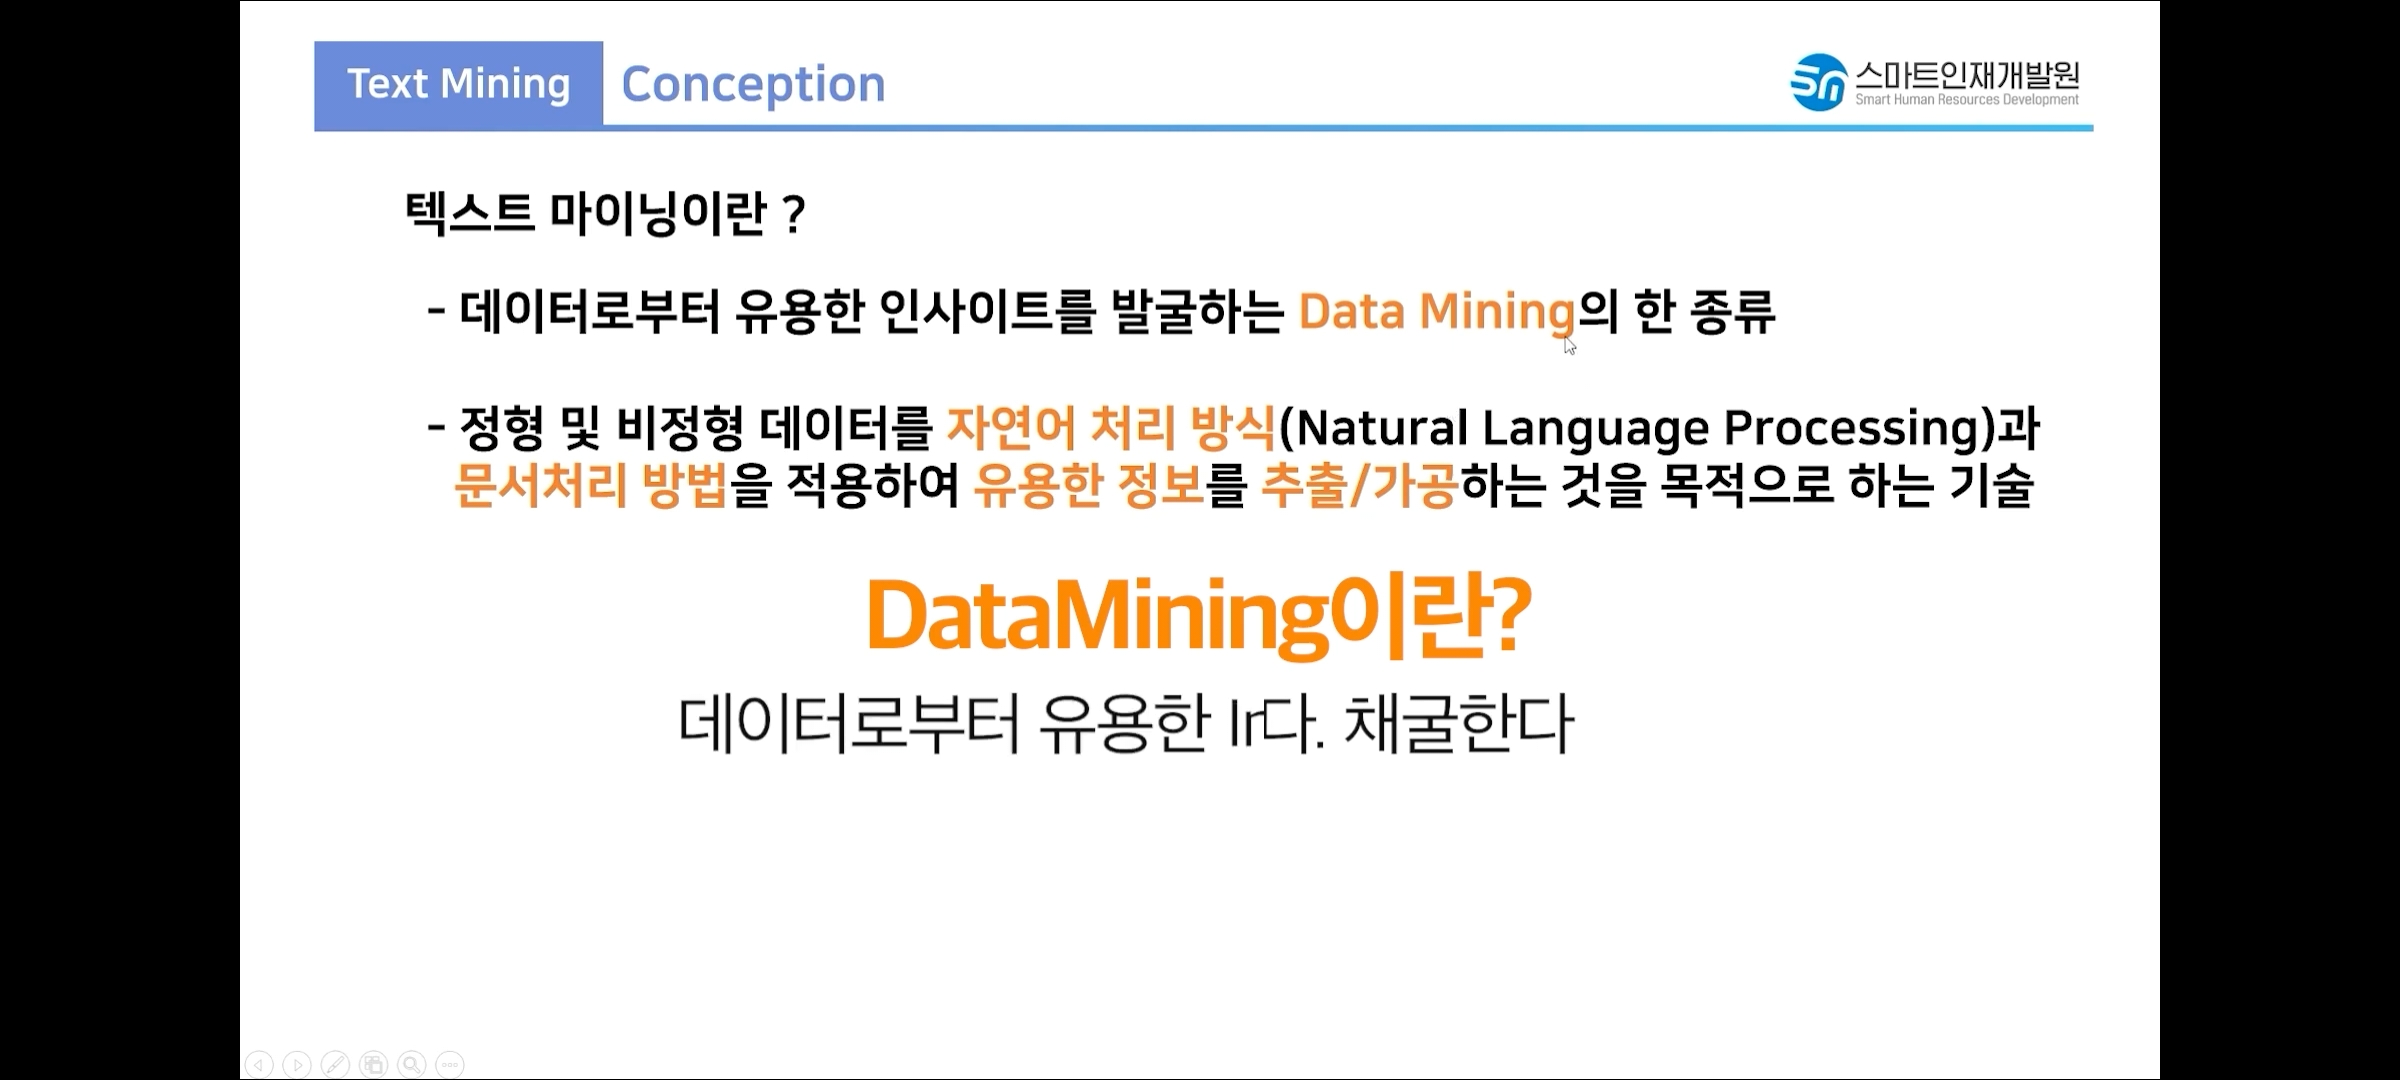 Text Mining Conception
스마트인재개발원
Smart Human Resources Development
텍스트 마이닝이란 ?
- 데이터로부터 유용한 인사이트를 발굴하는 Data Mining의 한 종류
- 정형 및 비정형 데이터를 자연어 처리 방식(Natural Language Processing)과
문서처리 방법을 적용하여 유용한 정보를 추출/가공하는 것을 목적으로 하는 기술
DataMining이란?
데이터로부터 유용한 채굴한다